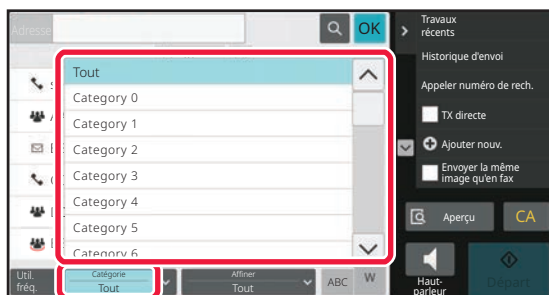 Adresse
OK
Tout
Category 0
Category 1
Category 2
Category 3
Category 4
Category 5
Category 6
Util.
fréq.
Catégorie
Tout
Affiner
Tout
ABC
W
Travaux
récents
Historique d'envoi
Appeler numéro de rech.
TX directe
Ajouter nouv.
Envoyer la même
image qu'en fax
Aperçu
CA
Haut-
parleur
Départ